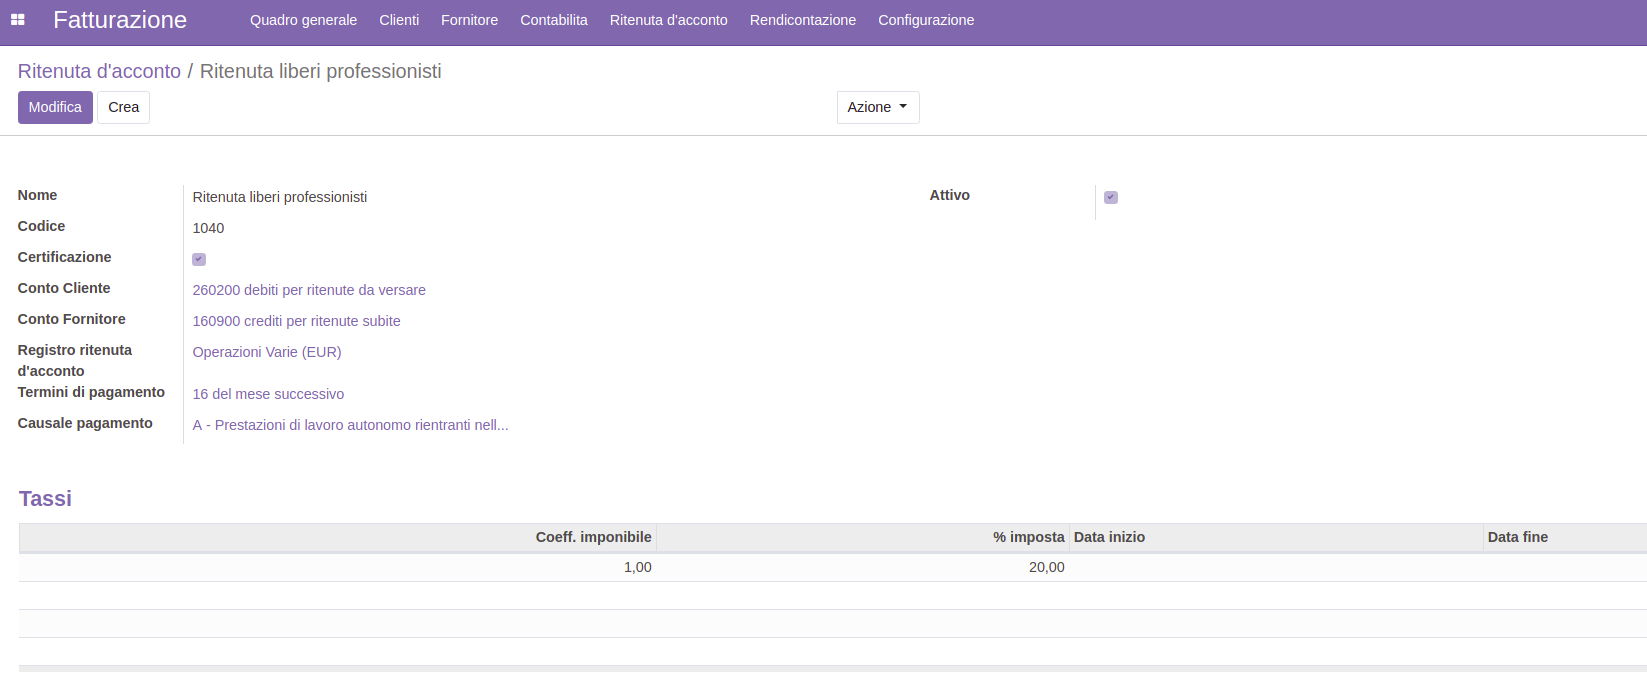 Fatturazione Quadro generale Clienti Fornitore Contabilita Ritenuta d'acconto Rendicontazione Configurazione
Ritenuta d'acconto / Ritenuta liberi professionisti
Modifica Crea Azione
Nome Ritenuta liberi professionisti Attivo
Codice 1040
Certificazione
Conto Cliente 260200 debiti per ritenute da versare
Conto Fornitore 160900 crediti per ritenute subite
Registro ritenuta Operazioni Varie (EUR)
d'acconto
Termini di pagamento 16 del mese successivo
Causale pagamento A - Prestazioni di lavoro autonomo rientranti nell...
Tassi
Coeff. imponibile % imposta Data inizio Data fine
1,00 20,00